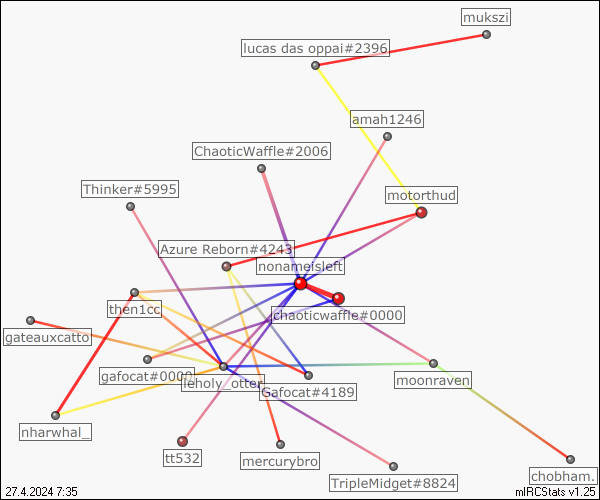 mukszi
lucas das oppai#2396
amah1246
ChaoticWaffle#2006
Thinker#5995
motorthud
Azure Reborn#4243
nonameisleft
then1cc
chaoticwaffle#0000
gateauxcatto
gafocat#0000
leholy_otter
Gafocat#4189
moonraven
nharwhal_
tt532
mercurybro
TripleMidget#8824
chobham.
27.4.2024 7:35
mIRCStats v1.25